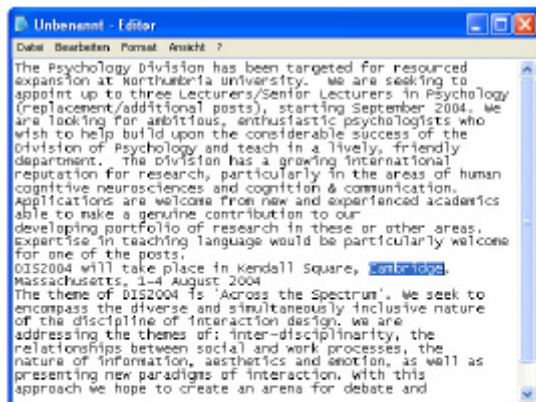 Unbenannt - Editor
Datei Bearbeiten Format Ansicht ?
The Psychology Division has been targeted for resourced
expansion at Northumbria University. We are seeking to
appoint up to three Lecturers/Senior Lecturers in Psychology
(replacement/additional posts), starting September 2004. We
are looking for ambitious, enthusiastic psychologists who
wish to help build upon the considerable success of the
Division of Psychology and teach in a lively, friendly
department. The Division has a growing international
reputation for research, particularly in the areas of human
cognitive neurosciences and cognition & communication.
Applications are welcome from new and experienced academics
able to make a genuine contribution to our
developing portfolio of research in these or other areas.
Expertise in teaching language would be particularly welcome
for one of the posts.
DIS2004 will take place in Kendall Square, Cambridge,
Massachusetts, 1-4 August 2004
The theme of DIS2004 is 'Across the Spectrum'. We seek to
encompass the diverse and simultaneously inclusive nature
of the discipline of interaction design. We are
addressing the themes of: inter-disciplinarity, the
relationships between social and work processes, the
nature of information, aesthetics and emotion, as well as
presenting new paradigms of interaction. With this
approach we hope to create an arena for debate and